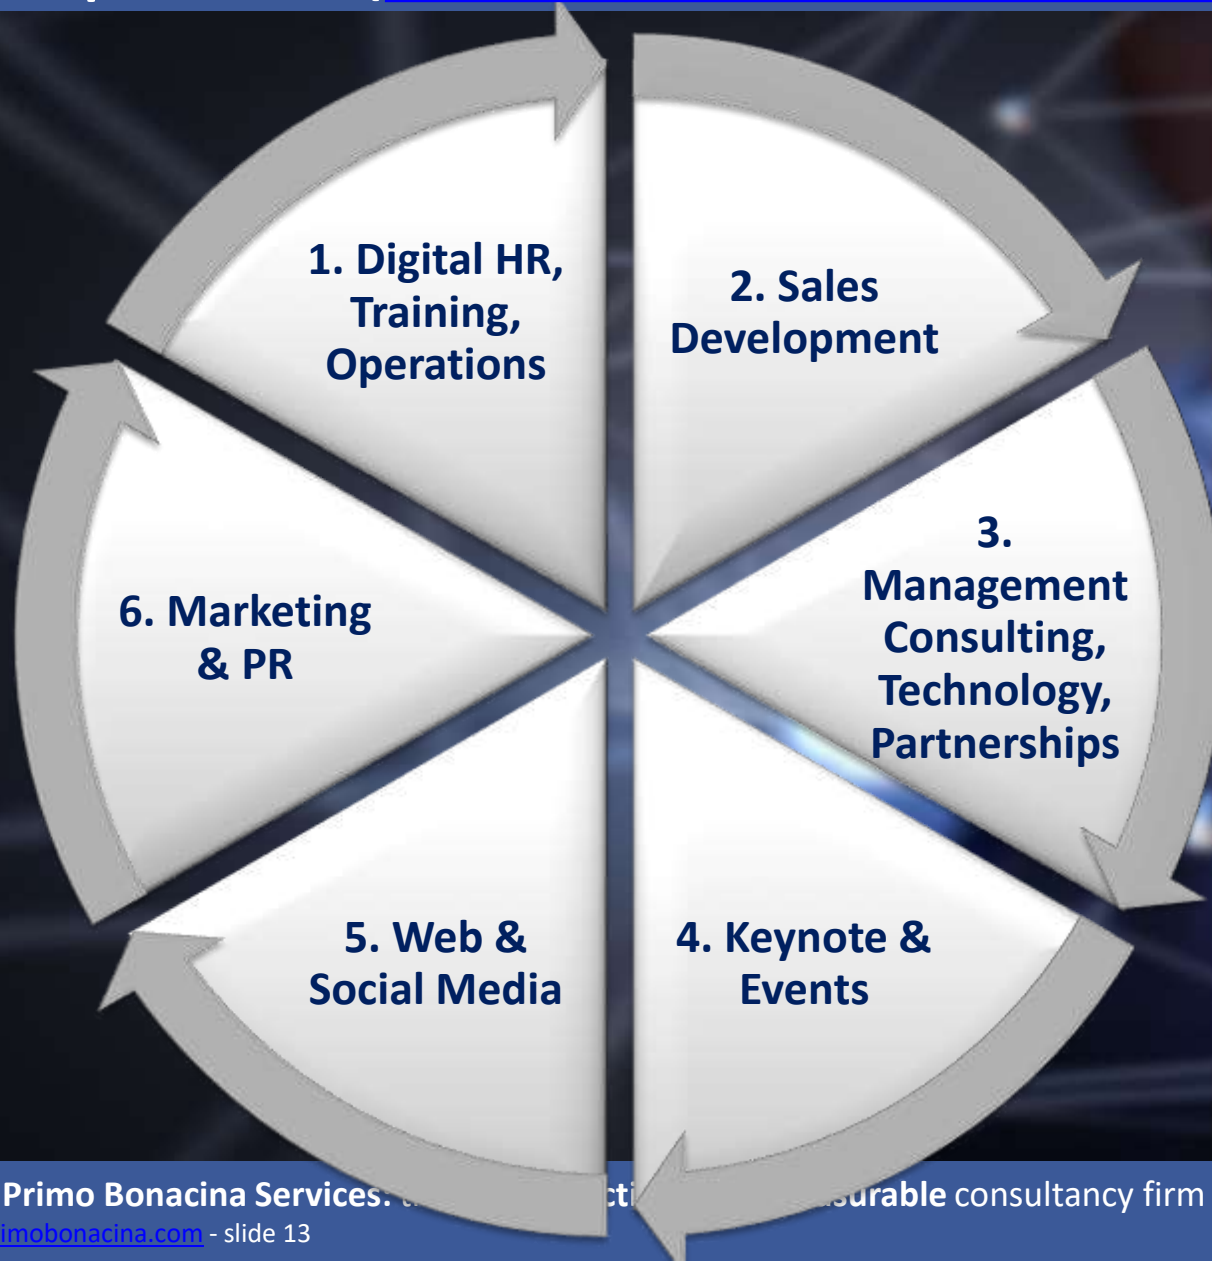 1. Digital HR,
Training,
Operations
2. Sales
Development
3.
Management
Consulting,
Technology,
Partnerships
4. Keynote &
Events
5. Web &
Social Media
6. Marketing
& PR
Primo Bonacina Services: consultancy firm
imobonacina.com - slide 13